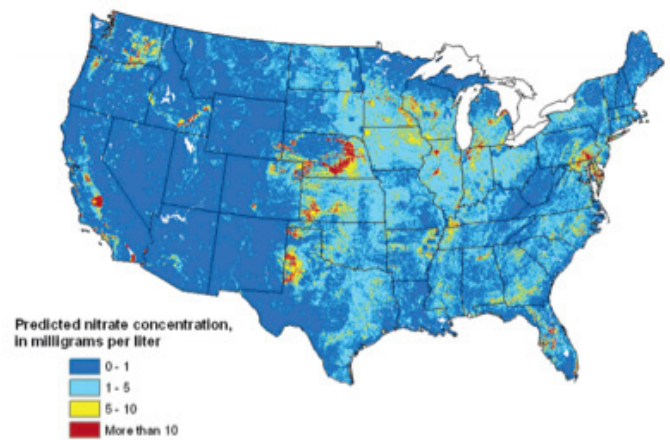 Predicted nitrate concentration,
in milligrams per liter
0 - 1
1 - 5
5 - 10
More than 10